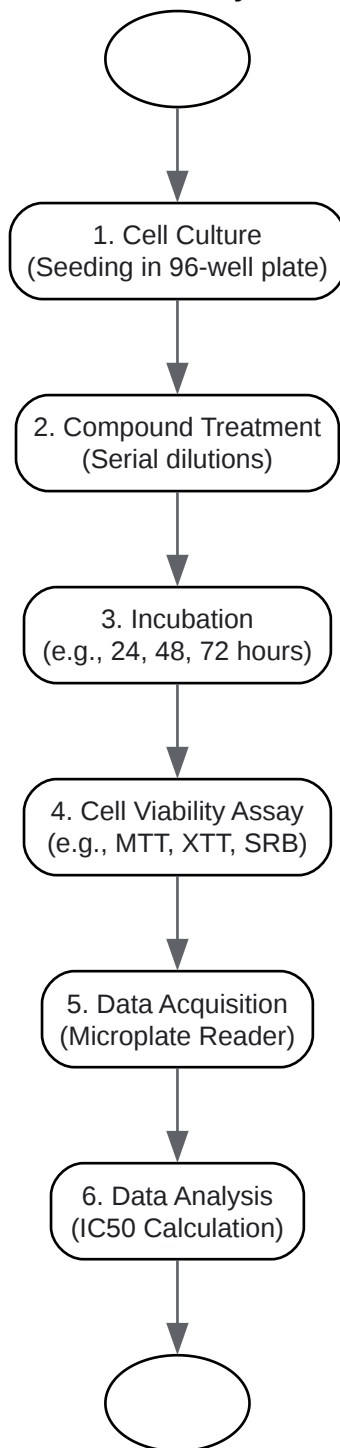 1. Cell Culture
(Seeding in 96-well plate)
2. Compound Treatment
(Serial dilutions)
3. Incubation
(e.g., 24, 48, 72 hours)
4. Cell Viability Assay
(e.g., MTT, XTT, SRB)
5. Data Acquisition
(Microplate Reader)
6. Data Analysis
(IC50 Calculation)